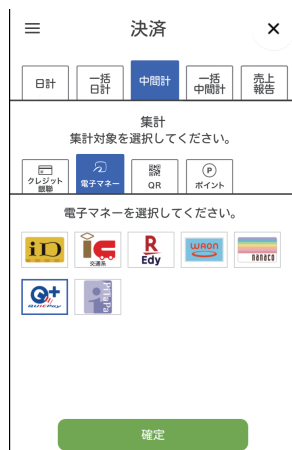 決済
日計
一括
日計
中間計
一括
中間計
売上
報告
集計
集計対象を選択してください。
クレジット
銀聯
電子マネー
QR
P
ポイント
電子マネーを選択してください。
iD
交通系
R
Edy
WAON
nanaco
QUICPay
PiTaPa
確定